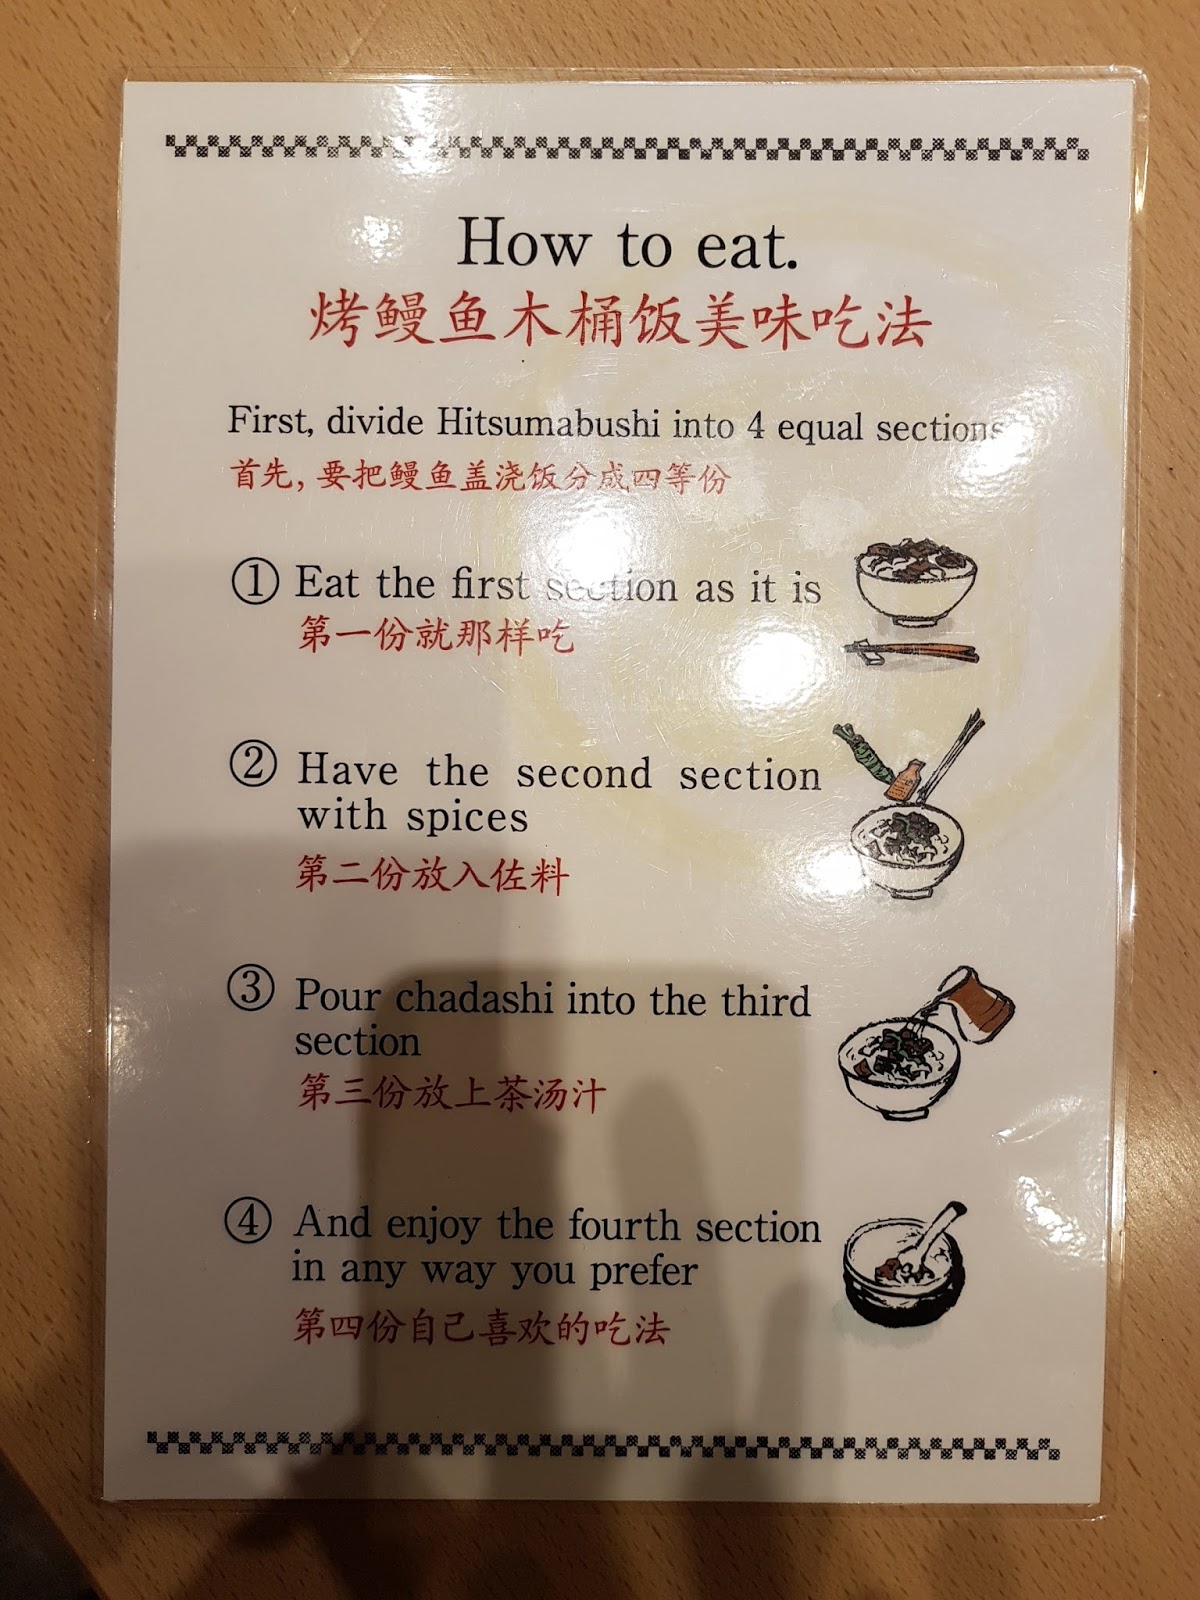 How to eat.
烤鳗鱼木桶饭美味吃法
First, divide Hitsumabushi into 4 equal sections
首先，要把鳗鱼盖浇饭分成四等份
① Eat the first section as it is
第一份就那样吃
② Have the second section
with spices
第二份放入佐料
③ Pour chadashi into the third
section
第三份放上茶汤汁
④ And enjoy the fourth section
in any way you prefer
第四份自己喜欢的吃法